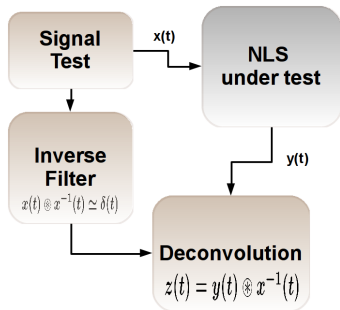 Signal
Test
x(t)
NLS
under test
Inverse
Filter
x(t) ⊛ x⁻¹(t) ≃ δ(t)
y(t)
Deconvolution
z(t) = y(t) ⊛ x⁻¹(t)